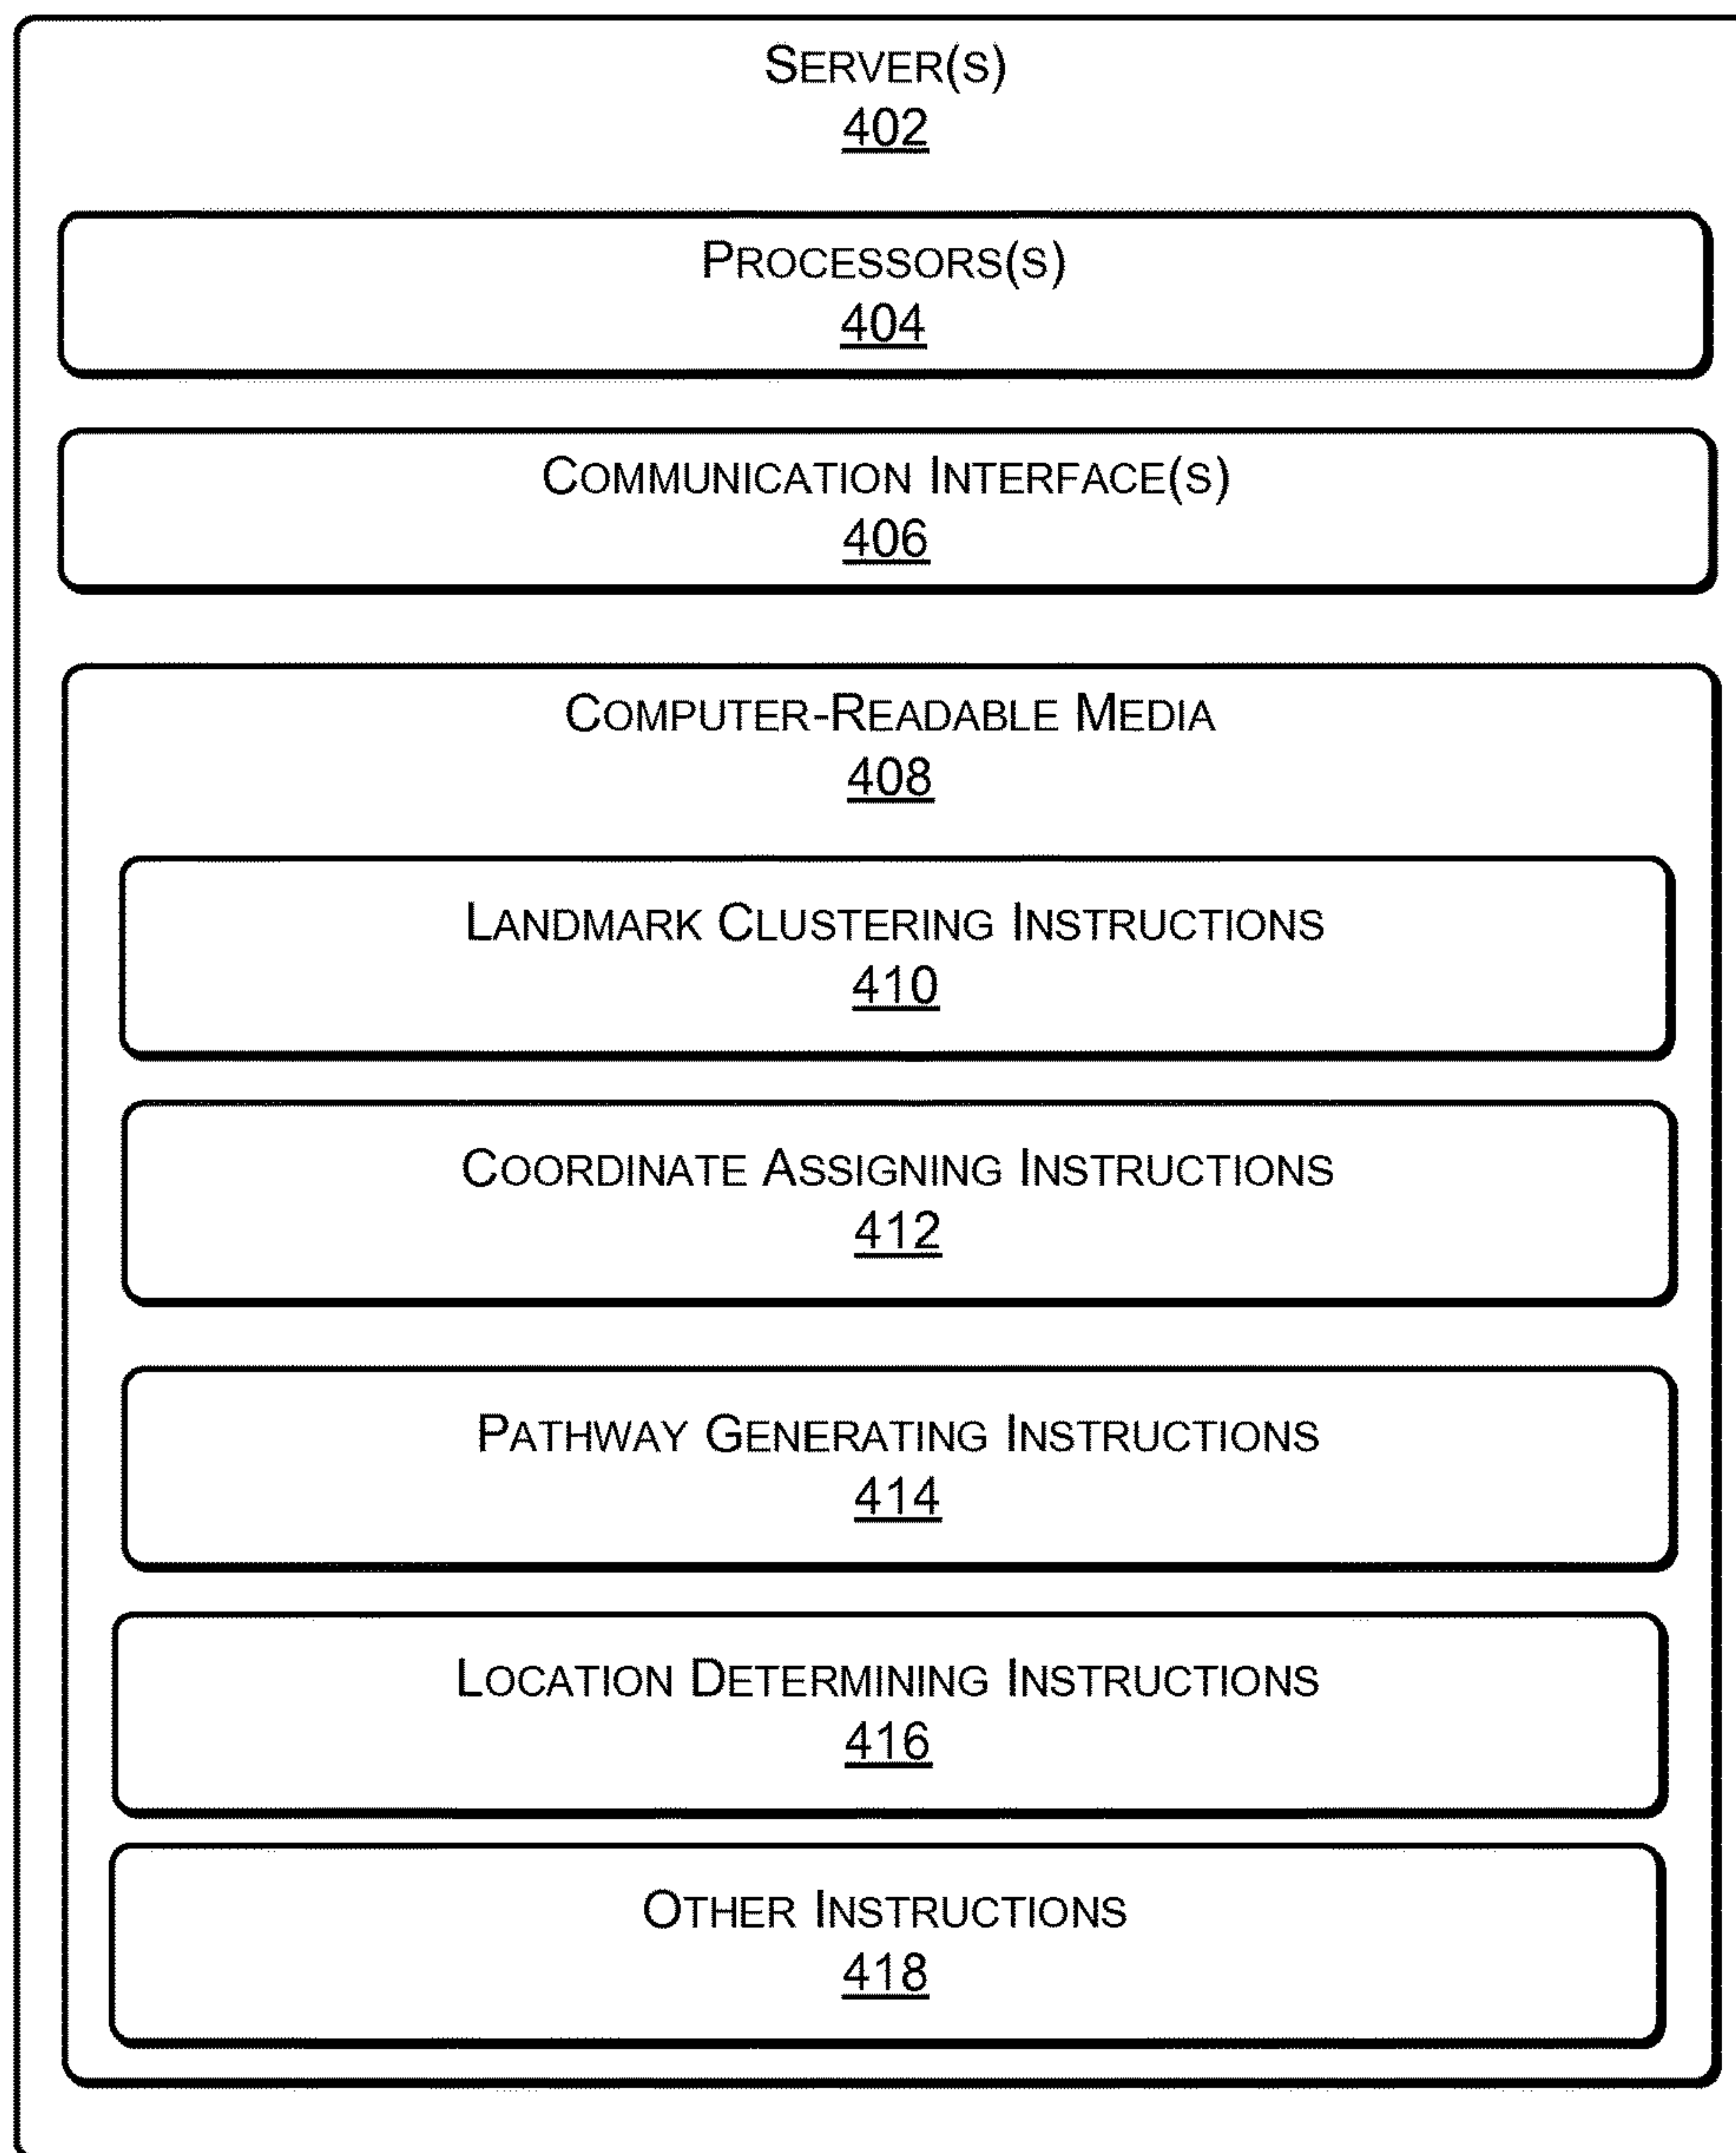 SERVER(S)
402
PROCESSORS(S)
404
COMMUNICATION INTERFACE(S)
406
COMPUTER-READABLE MEDIA
408
LANDMARK CLUSTERING INSTRUCTIONS
410
COORDINATE ASSIGNING INSTRUCTIONS
412
PATHWAY GENERATING INSTRUCTIONS
414
LOCATION DETERMINING INSTRUCTIONS
416
OTHER INSTRUCTIONS
418